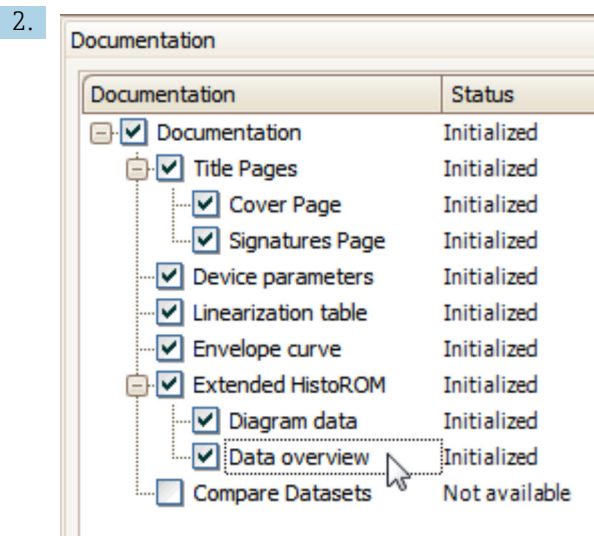 2.
Documentation
Documentation Status
Documentation Initialized
Title Pages Initialized
Cover Page Initialized
Signatures Page Initialized
Device parameters Initialized
Linearization table Initialized
Envelope curve Initialized
Extended HistoROM Initialized
Diagram data Initialized
Data overview Initialized
Compare Datasets Not available